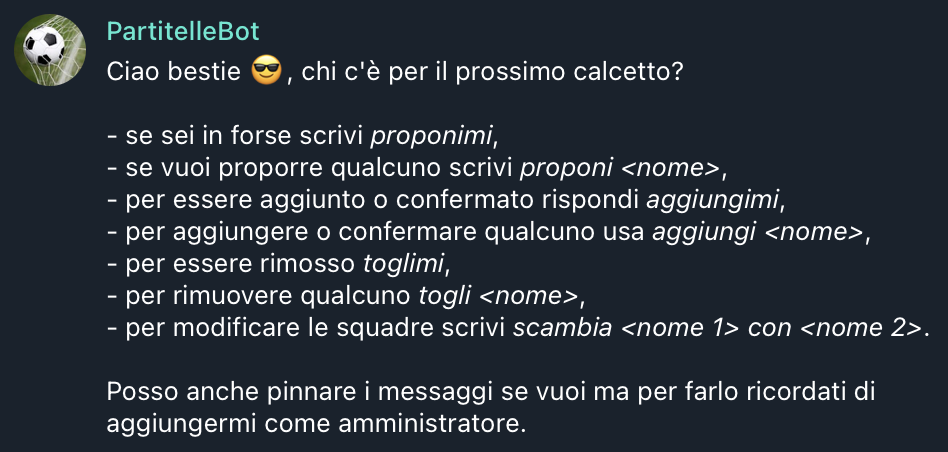 PartitelleBot
Ciao bestie 😎, chi c'è per il prossimo calcetto?
- se sei in forse scrivi proponimi,
- se vuoi proporre qualcuno scrivi proponi <nome>,
- per essere aggiunto o confermato rispondi aggiungimi,
- per aggiungere o confermare qualcuno usa aggiungi <nome>,
- per essere rimosso toglimi,
- per rimuovere qualcuno togli <nome>,
- per modificare le squadre scrivi scambia <nome 1> con <nome 2>.
Posso anche pinnare i messaggi se vuoi ma per farlo ricordati di
aggiungermi come amministratore.